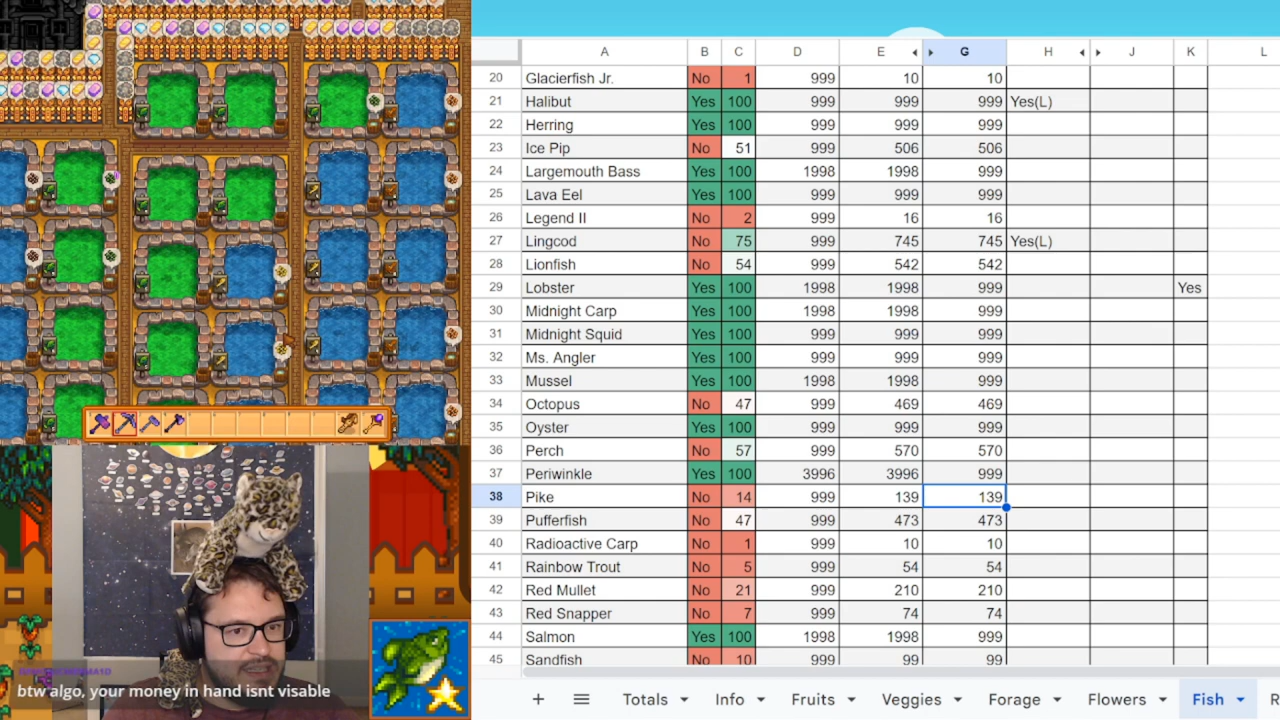 A B C D E G H J K L
20 Glacierfish Jr. No 1 999 10 10
21 Halibut Yes 100 999 999 999 Yes(L)
22 Herring Yes 100 999 999 999
23 Ice Pip No 51 999 506 506
24 Largemouth Bass Yes 100 1998 1998 999
25 Lava Eel Yes 100 999 999 999
26 Legend II No 2 999 16 16
27 Lingcod No 75 999 745 745 Yes(L)
28 Lionfish No 54 999 542 542
29 Lobster Yes 100 1998 1998 999 Yes
30 Midnight Carp Yes 100 1998 1998 999
31 Midnight Squid Yes 100 999 999 999
32 Ms. Angler Yes 100 999 999 999
33 Mussel Yes 100 1998 1998 999
34 Octopus No 47 999 469 469
35 Oyster Yes 100 999 999 999
36 Perch No 57 999 570 570
37 Periwinkle Yes 100 3996 3996 999
38 Pike No 14 999 139 139
39 Pufferfish No 47 999 473 473
40 Radioactive Carp No 1 999 10 10
41 Rainbow Trout No 5 999 54 54
42 Red Mullet No 21 999 210 210
43 Red Snapper No 7 999 74 74
44 Salmon Yes 100 1998 1998 999
45 Sandfish No 10 999 99 99
btw algo, your money in hand isnt visable
Totals Info Fruits Veggies Forage Flowers Fish